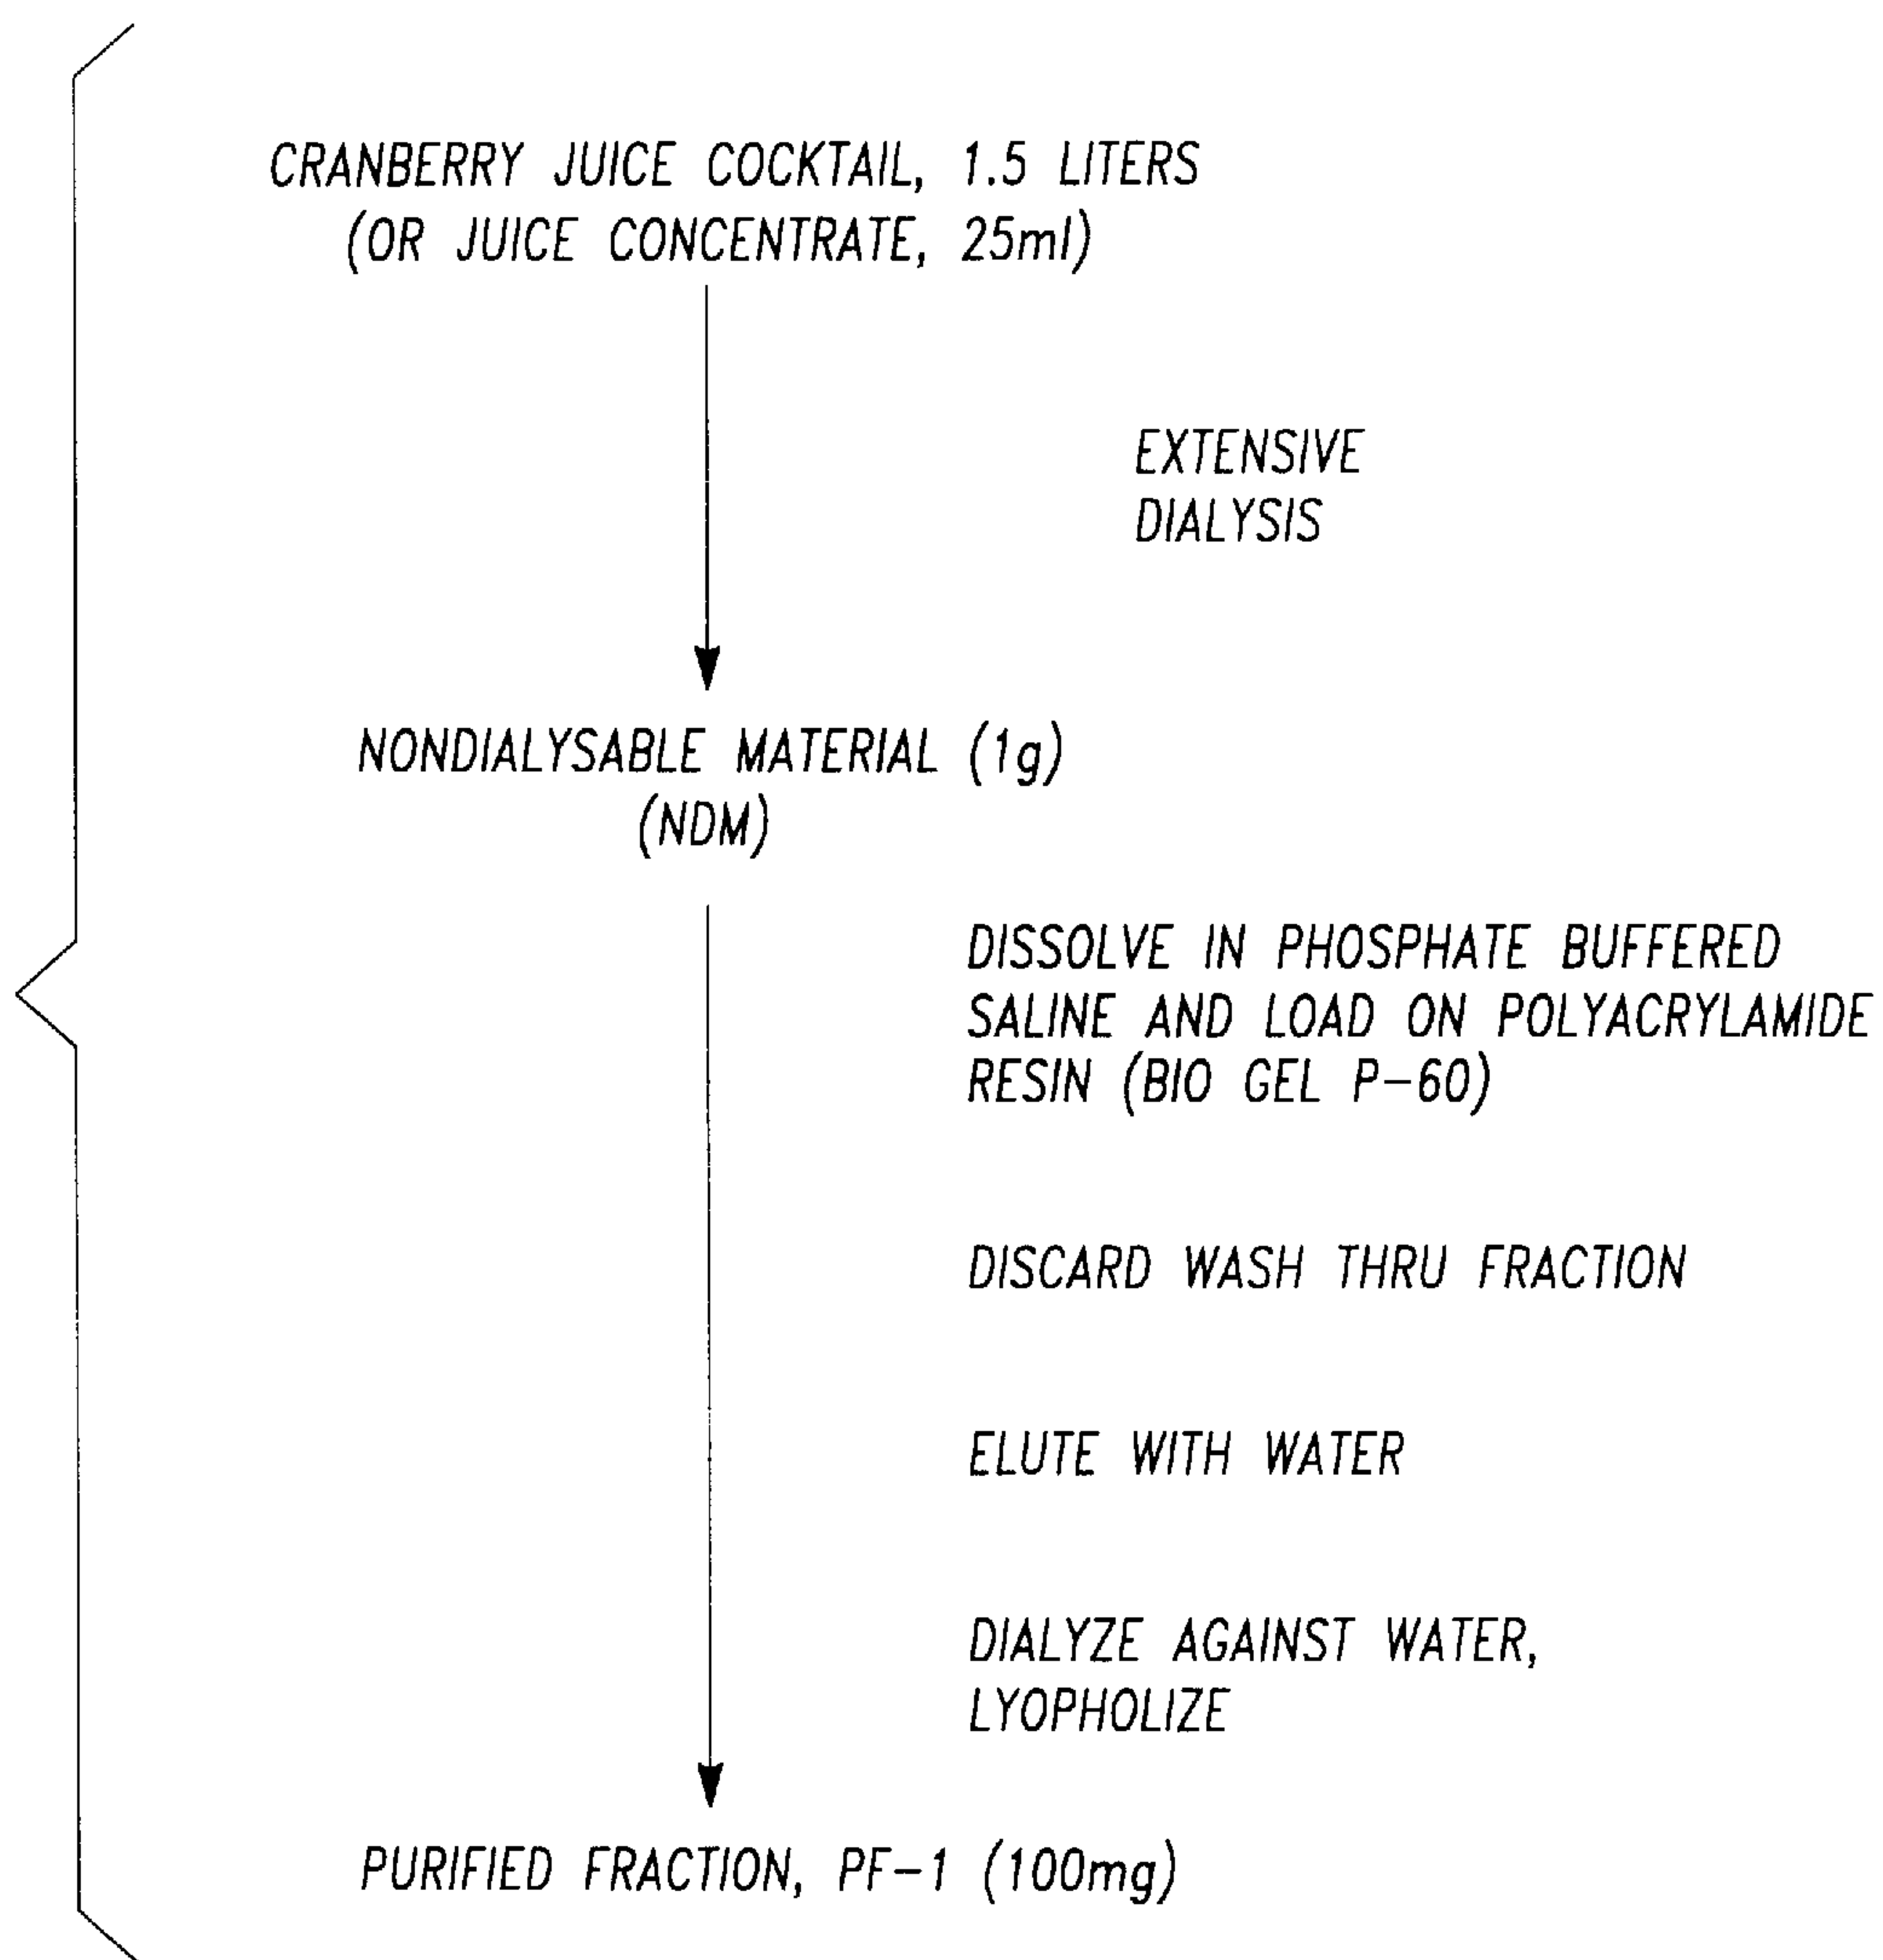 CRANBERRY JUICE COCKTAIL, 1.5 LITERS
(OR JUICE CONCENTRATE, 25ml)
EXTENSIVE
DIALYSIS
NONDIALYSABLE MATERIAL (1g)
(NDM)
DISSOLVE IN PHOSPHATE BUFFERED
SALINE AND LOAD ON POLYACRYLAMIDE
RESIN (BIO GEL P-60)
DISCARD WASH THRU FRACTION
ELUTE WITH WATER
DIALYZE AGAINST WATER,
LYOPHOLIZE
PURIFIED FRACTION, PF-1 (100mg)